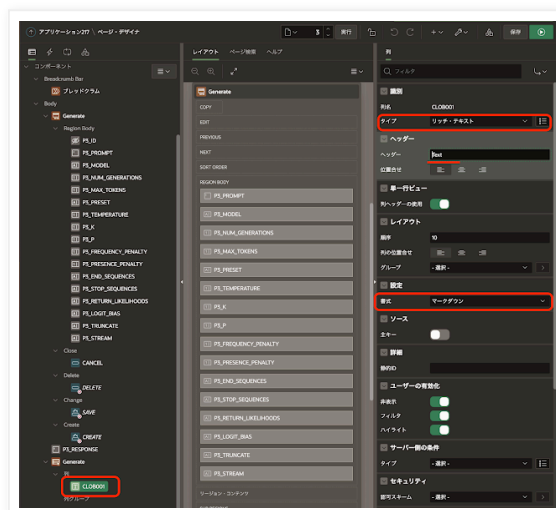 アプリケーション217 \ ページ・デザイナ
3
実行
保存
レイアウト
ページ検索
ヘルプ
列
コンポーネント
Breadcrumb Bar
ブレッドクラム
Body
Generate
Region Body
P3_ID
P3_PROMPT
P3_MODEL
P3_NUM_GENERATIONS
P3_MAX_TOKENS
P3_PRESET
P3_TEMPERATURE
P3_K
P3_P
P3_FREQUENCY_PENALTY
P3_PRESENCE_PENALTY
P3_END_SEQUENCES
P3_STOP_SEQUENCES
P3_RETURN_LIKELIHOODS
P3_LOGIT_BIAS
P3_TRUNCATE
P3_STREAM
Close
CANCEL
Delete
DELETE
Change
SAVE
Create
CREATE
P3_RESPONSE
Generate
列
CLOB001
列グループ
Generate
COPY
EDIT
PREVIOUS
NEXT
SORT ORDER
REGION BODY
P3_PROMPT
P3_MODEL
P3_NUM_GENERATIONS
P3_MAX_TOKENS
P3_PRESET
P3_TEMPERATURE
P3_K
P3_P
P3_FREQUENCY_PENALTY
P3_PRESENCE_PENALTY
P3_END_SEQUENCES
P3_STOP_SEQUENCES
P3_RETURN_LIKELIHOODS
P3_LOGIT_BIAS
P3_TRUNCATE
P3_STREAM
リージョン・コンテンツ
フィルタ
識別
列名 CLOB001
タイプ リッチ・テキスト
ヘッダー
ヘッダー Text
位置合せ
単一行ビュー
列ヘッダーの使用
レイアウト
順序 10
列の位置合せ
グループ - 選択 -
設定
書式 マークダウン
ソース
主キー
詳細
静的ID
ユーザーの有効化
非表示
フィルタ
ハイライト
サーバー側の条件
タイプ - 選択 -
セキュリティ
認可スキーム - 選択 -